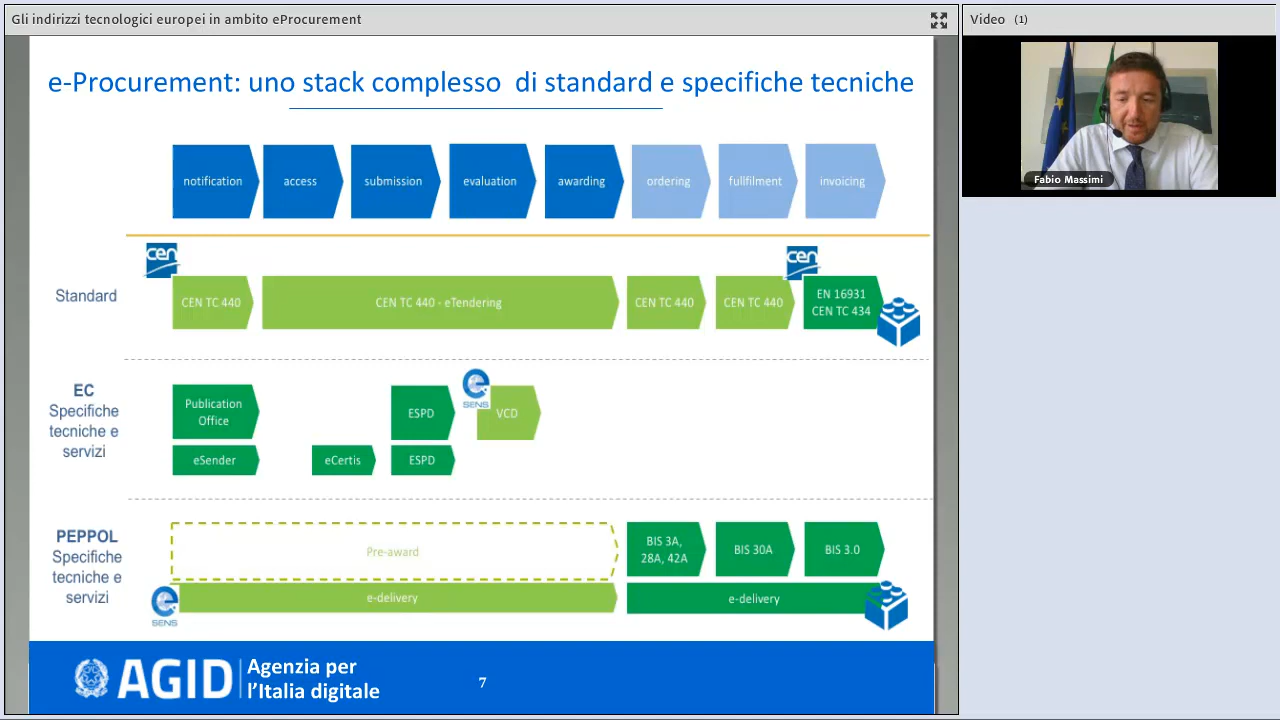 Gli indirizzi tecnologici europei in ambito eProcurement
Video (1)
Fabio Massimi
e-Procurement: uno stack complesso di standard e specifiche tecniche
notification
access
submission
evaluation
awarding
ordering
fullfilment
invoicing
cen
cen
Standard
CEN TC 440
CEN TC 440 - eTendering
CEN TC 440
CEN TC 440
EN 16931
CEN TC 434
EC
Specifiche
tecniche e
servizi
Publication
Office
ESPD
e
SENS
VCD
eSender
eCertis
ESPD
PEPPOL
Specifiche
tecniche e
servizi
Pre-award
BIS 3A,
28A, 42A
BIS 30A
BIS 3.0
e
SENS
e-delivery
e-delivery
AGID
Agenzia per
l'Italia digitale
7